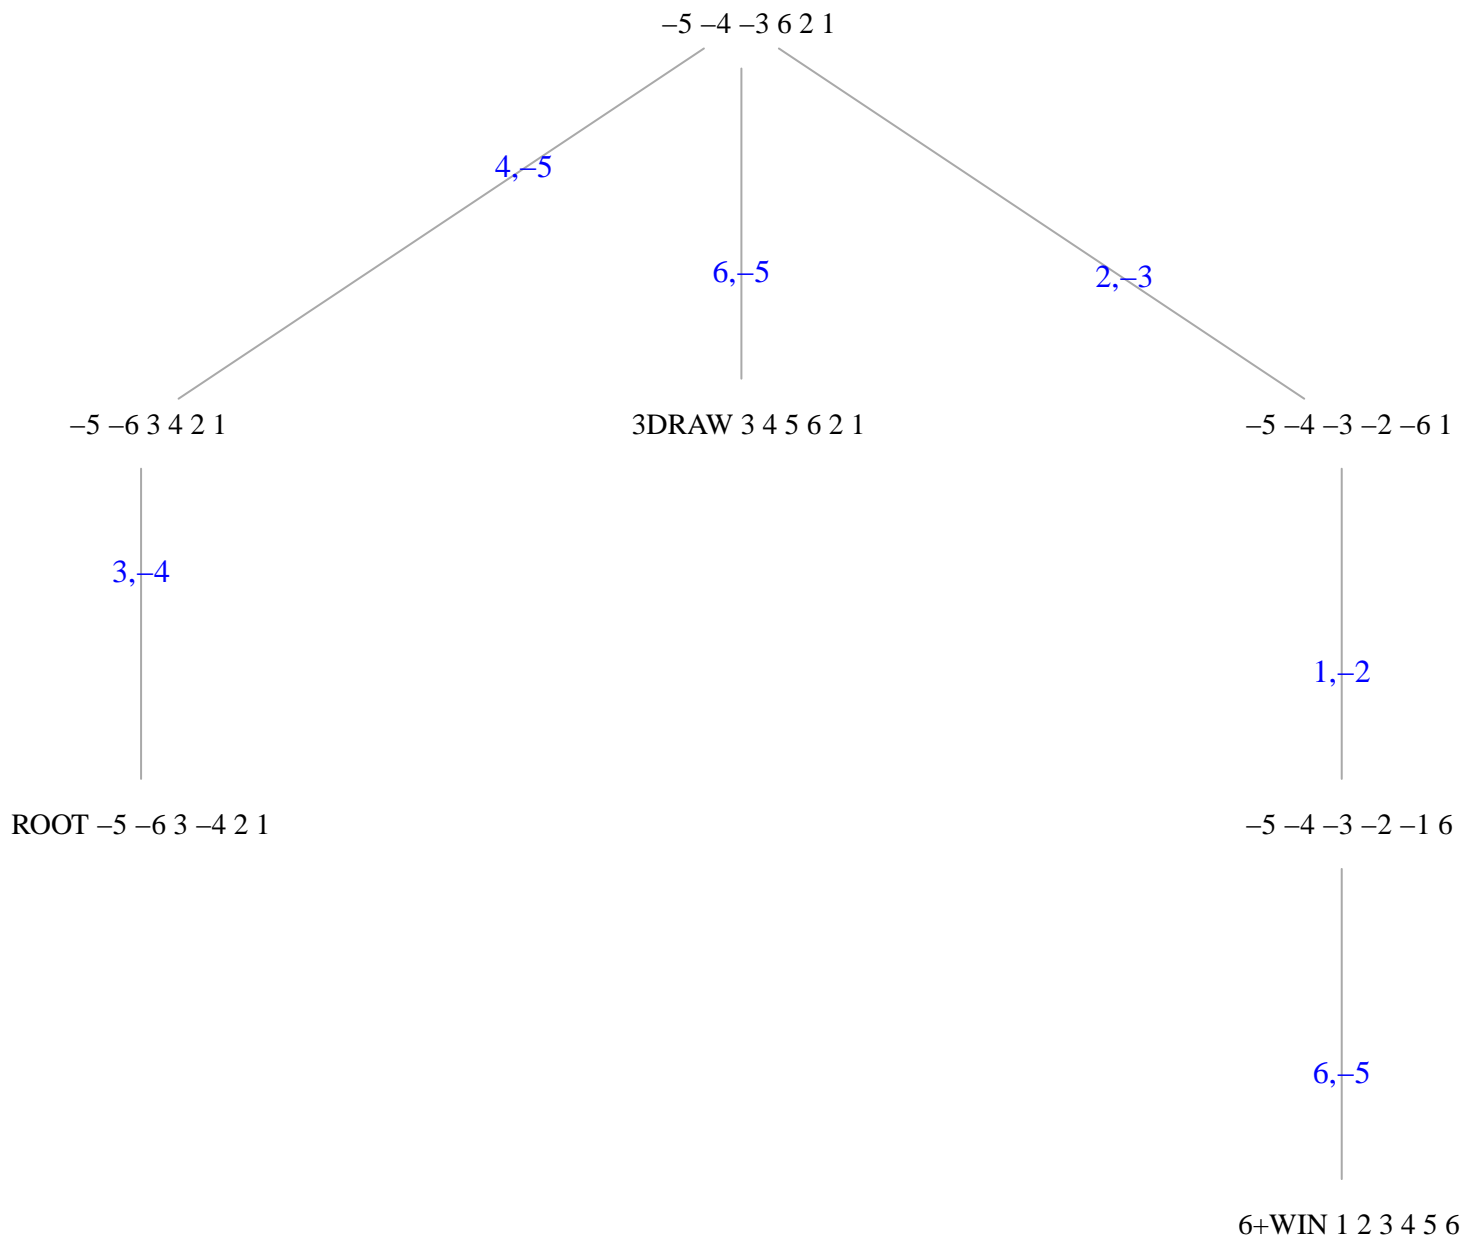 –5 –4 –3 6 2 1
4,–5
6,–5
2,–3
–5 –6 3 4 2 1
3DRAW 3 4 5 6 2 1
–5 –4 –3 –2 –6 1
3,–4
1,–2
ROOT –5 –6 3 –4 2 1
–5 –4 –3 –2 –1 6
6,–5
6+WIN 1 2 3 4 5 6